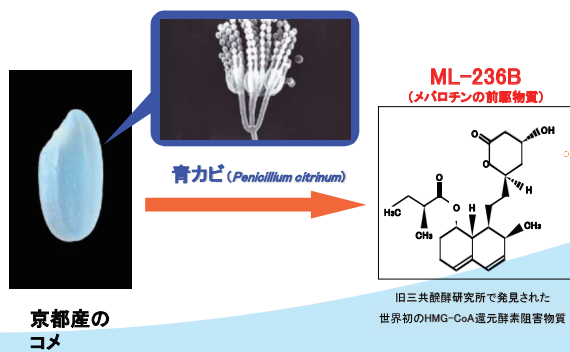 ML-236B
(メバロチンの前駆物質)
青カビ(Penicillium citrinum)
O
OH
O
H
O
O
H
H₃C
CH₃
CH₃
京都産の
コメ
旧三共醗酵研究所で発見された
世界初のHMG-CoA還元酵素阻害物質